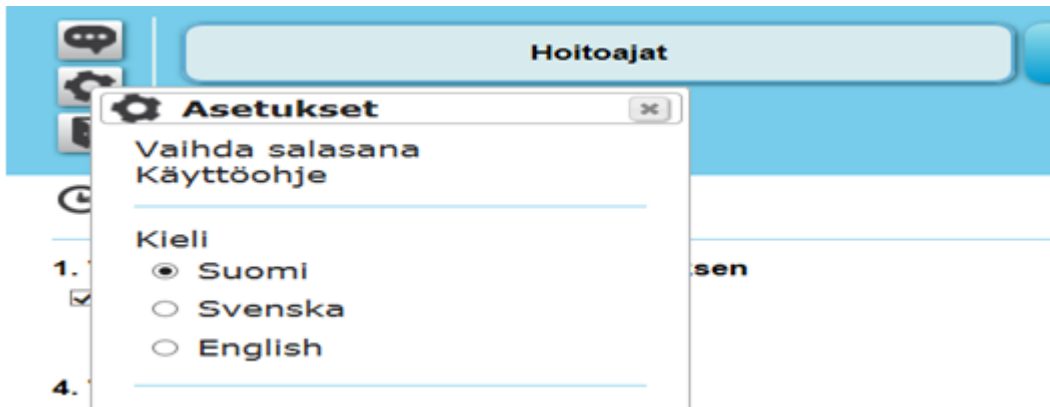 Hoitoajat
Asetukset
Vaihda salasana
Käyttöohje
Kieli
1.
sen
Suomi
Svenska
English
4.